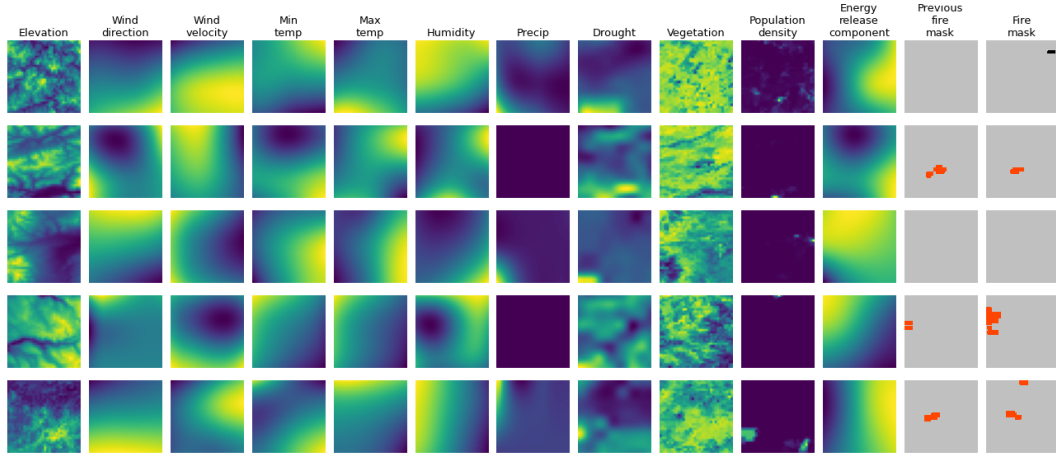 Elevation
Wind
direction
Wind
velocity
Min
temp
Max
temp
Humidity
Precip
Drought
Vegetation
Population
density
Energy
release
component
Previous
fire
mask
Fire
mask